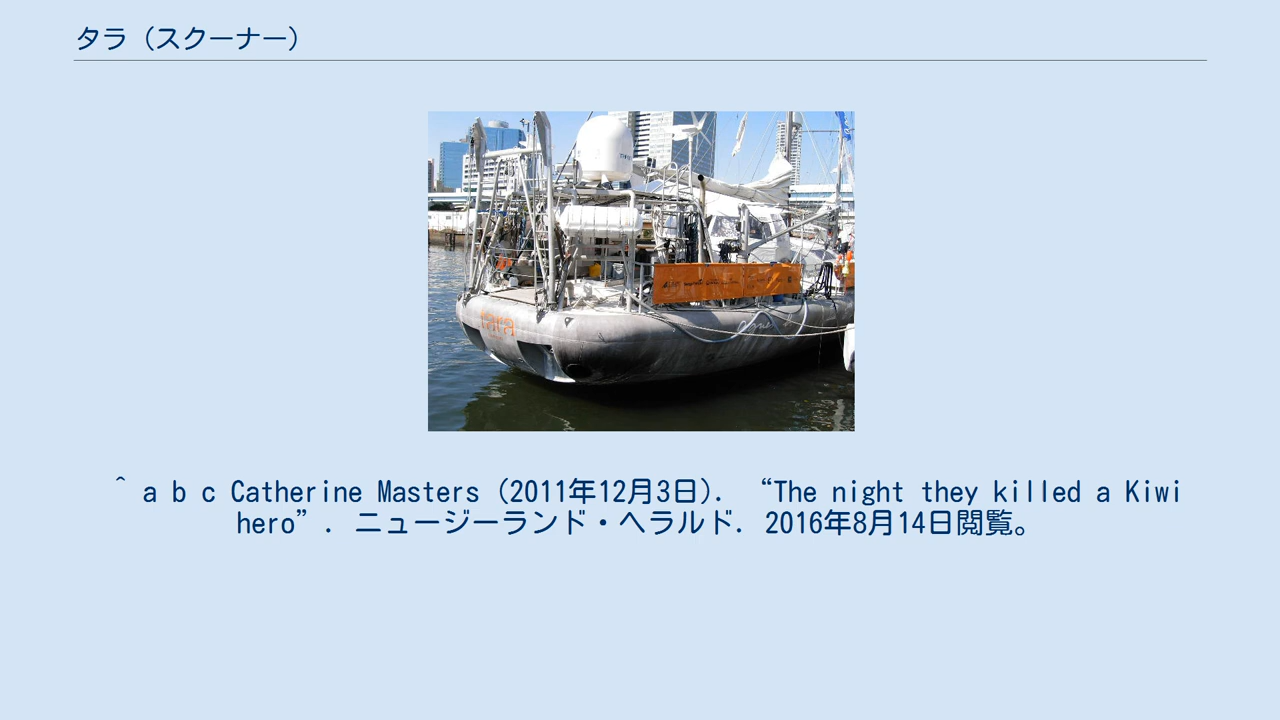 タラ（スクーナー）
tara
^ a b c Catherine Masters (2011年12月3日). “The night they killed a Kiwi
hero”. ニュージーランド・ヘラルド. 2016年8月14日閲覧。